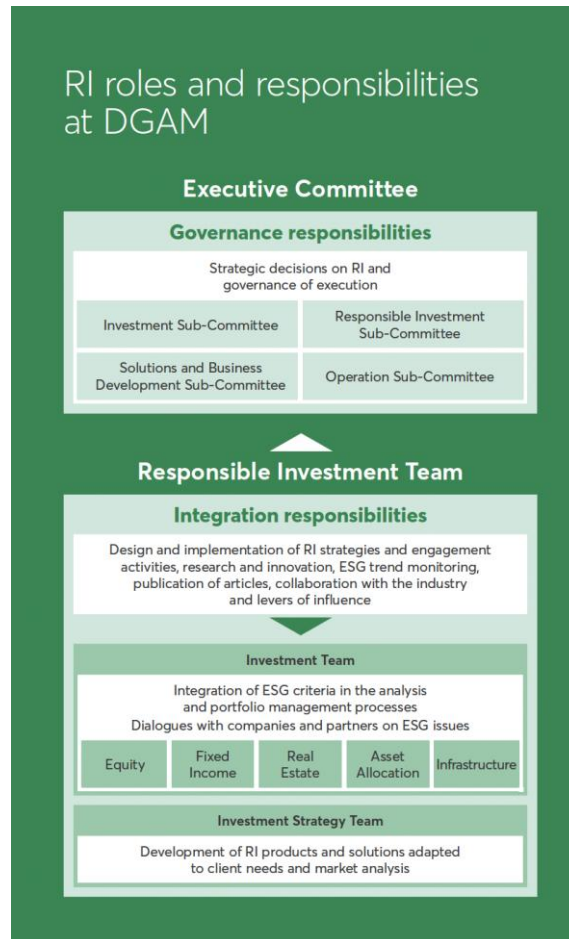 RI roles and responsibilities
at DGAM
Executive Committee
Governance responsibilities
Strategic decisions on RI and
governance of execution
Investment Sub-Committee
Responsible Investment
Sub-Committee
Solutions and Business
Development Sub-Committee
Operation Sub-Committee
Responsible Investment Team
Integration responsibilities
Design and implementation of RI strategies and engagement
activities, research and innovation, ESG trend monitoring,
publication of articles, collaboration with the industry
and levers of influence
Investment Team
Integration of ESG criteria in the analysis
and portfolio management processes
Dialogues with companies and partners on ESG issues
Equity
Fixed
Income
Real
Estate
Asset
Allocation
Infrastructure
Investment Strategy Team
Development of RI products and solutions adapted
to client needs and market analysis